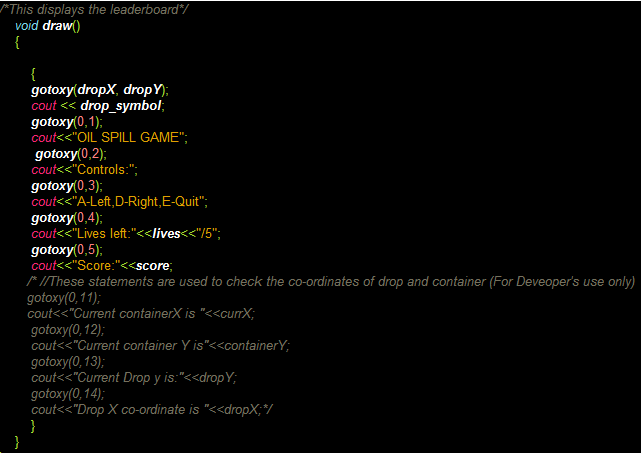 /*This displays the leaderboard*/
void draw()
{
{
gotoxy(dropX, dropY);
cout << drop_symbol;
gotoxy(0,1);
cout<<"OIL SPILL GAME";
gotoxy(0,2);
cout<<"Controls:";
gotoxy(0,3);
cout<<"A-Left,D-Right,E-Quit";
gotoxy(0,4);
cout<<"Lives left:"<<lives<<"/5";
gotoxy(0,5);
cout<<"Score:"<<score;
/* //These statements are used to check the co-ordinates of drop and container (For Deveoper's use only)
gotoxy(0,11);
cout<<"Current containerX is "<<currX;
gotoxy(0,12);
cout<<"Current container Y is"<<containerY;
gotoxy(0,13);
cout<<"Current Drop y is:"<<dropY;
gotoxy(0,14);
cout<<"Drop X co-ordinate is "<<dropX;*/
}
}